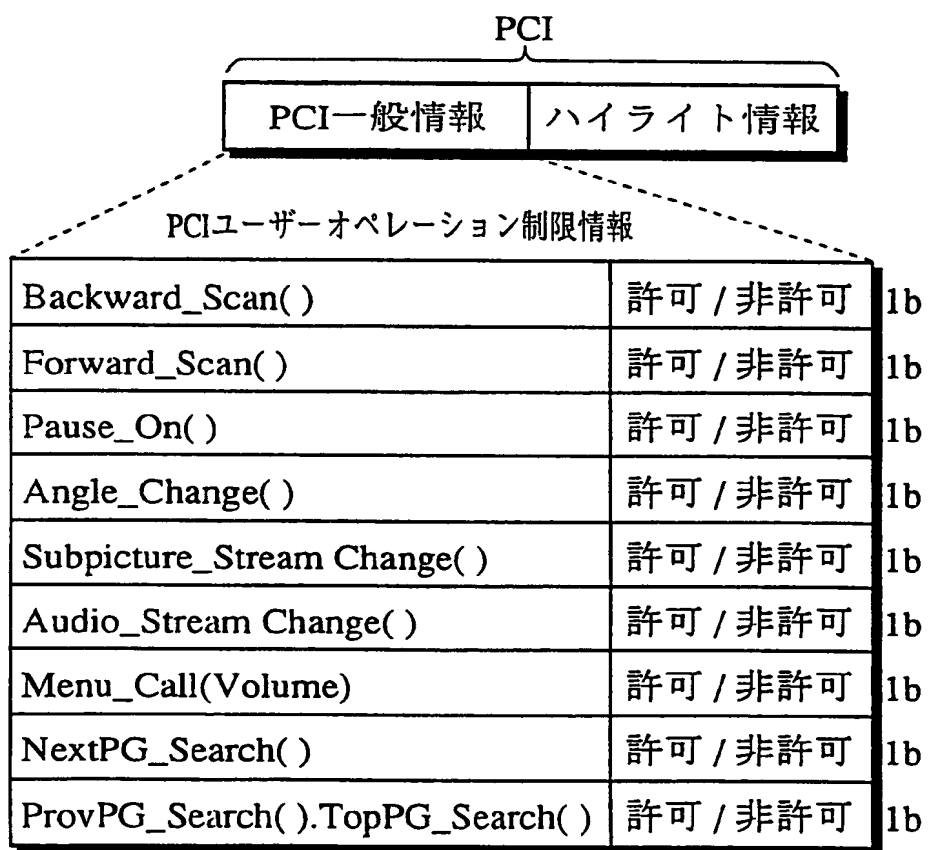 PCI
PCI一般情報 ハイライト情報
PCIユーザーオペレーション制限情報
Backward_Scan( ) 許可 / 非許可 1b
Forward_Scan( ) 許可 / 非許可 1b
Pause_On( ) 許可 / 非許可 1b
Angle_Change( ) 許可 / 非許可 1b
Subpicture_Stream Change( ) 許可 / 非許可 1b
Audio_Stream Change( ) 許可 / 非許可 1b
Menu_Call(Volume) 許可 / 非許可 1b
NextPG_Search( ) 許可 / 非許可 1b
ProvPG_Search( ).TopPG_Search( ) 許可 / 非許可 1b